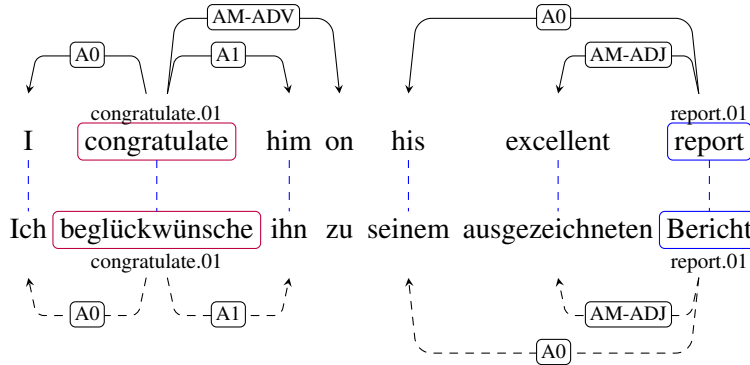 AM-ADV A0
A0 A1 AM-ADJ
congratulate.01 report.01
I congratulate him on his excellent report
Ich beglückwünsche ihn zu seinem ausgezeichneten Bericht
congratulate.01 report.01
A0 A1 AM-ADJ
A0